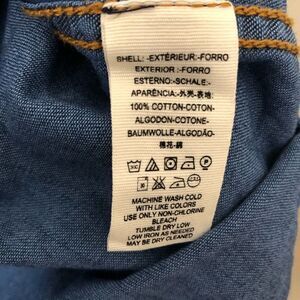 SHELL:-EXTÉRIEUR:-FORRO
EXTERIOR:-FORRO
ESTERNO:-SCHALE:-
APARÊNCIA:-外壳-表地:
100% COTTON-COTON-
ALGODON-COTONE-
BAUMWOLLE-ALGODÃO-
棉花-綿
MACHINE WASH COLD
WITH LIKE COLORS
USE ONLY NON-CHLORINE
BLEACH
TUMBLE DRY LOW
LOW IRON AS NEEDED
MAY BE DRY CLEANED